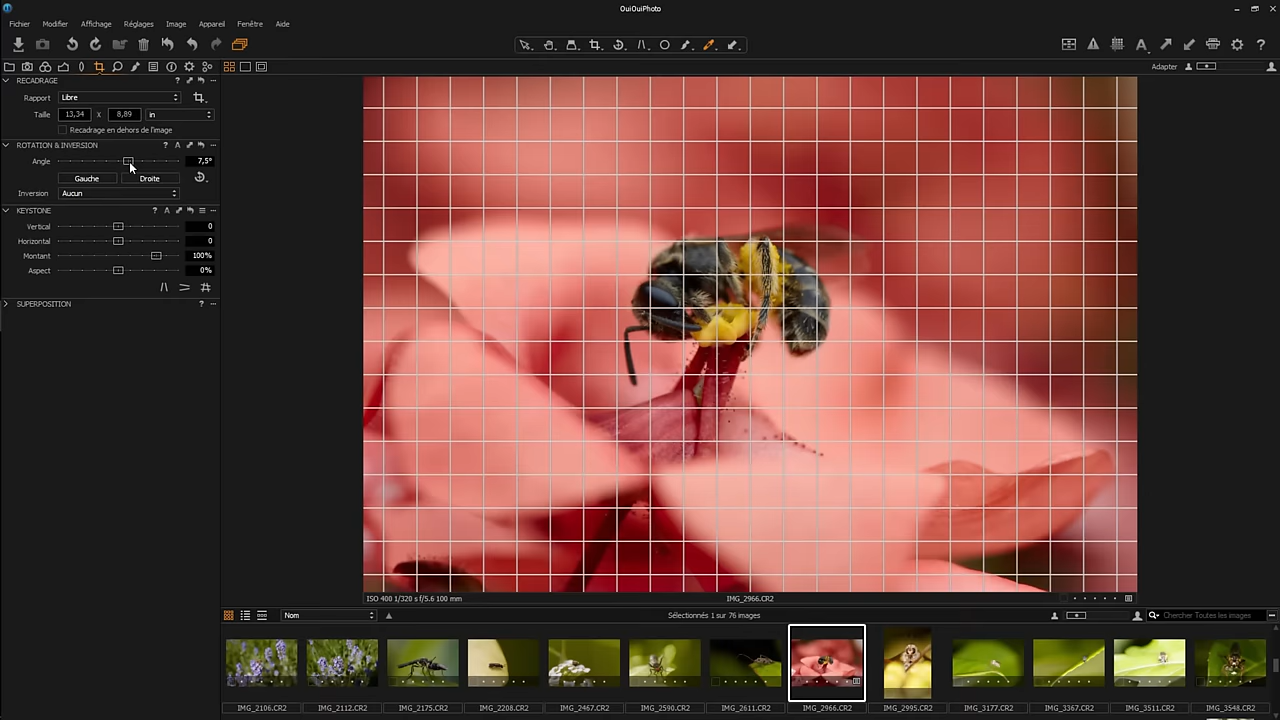 OuiOuiPhoto
Fichier Modifier Affichage Réglages Image Appareil Fenêtre Aide
Adapter
RECADRAGE
Rapport Libre
Taille 13,34 x 8,89 in
Recadrage en dehors de l'image
ROTATION & INVERSION
Angle 7,5°
Gauche Droite
Inversion Aucun
KEYSTONE
Vertical 0
Horizontal 0
Montant 100%
Aspect 0%
SUPERPOSITION
ISO 400 1/320 s f/5.6 100 mm IMG_2966.CR2
Nom Sélectionnés 1 sur 76 images Chercher Toutes les images
IMG_2106.CR2 IMG_2112.CR2 IMG_2175.CR2 IMG_2208.CR2 IMG_2467.CR2 IMG_2590.CR2 IMG_2611.CR2 IMG_2966.CR2 IMG_2995.CR2 IMG_3177.CR2 IMG_3367.CR2 IMG_3511.CR2 IMG_3548.CR2